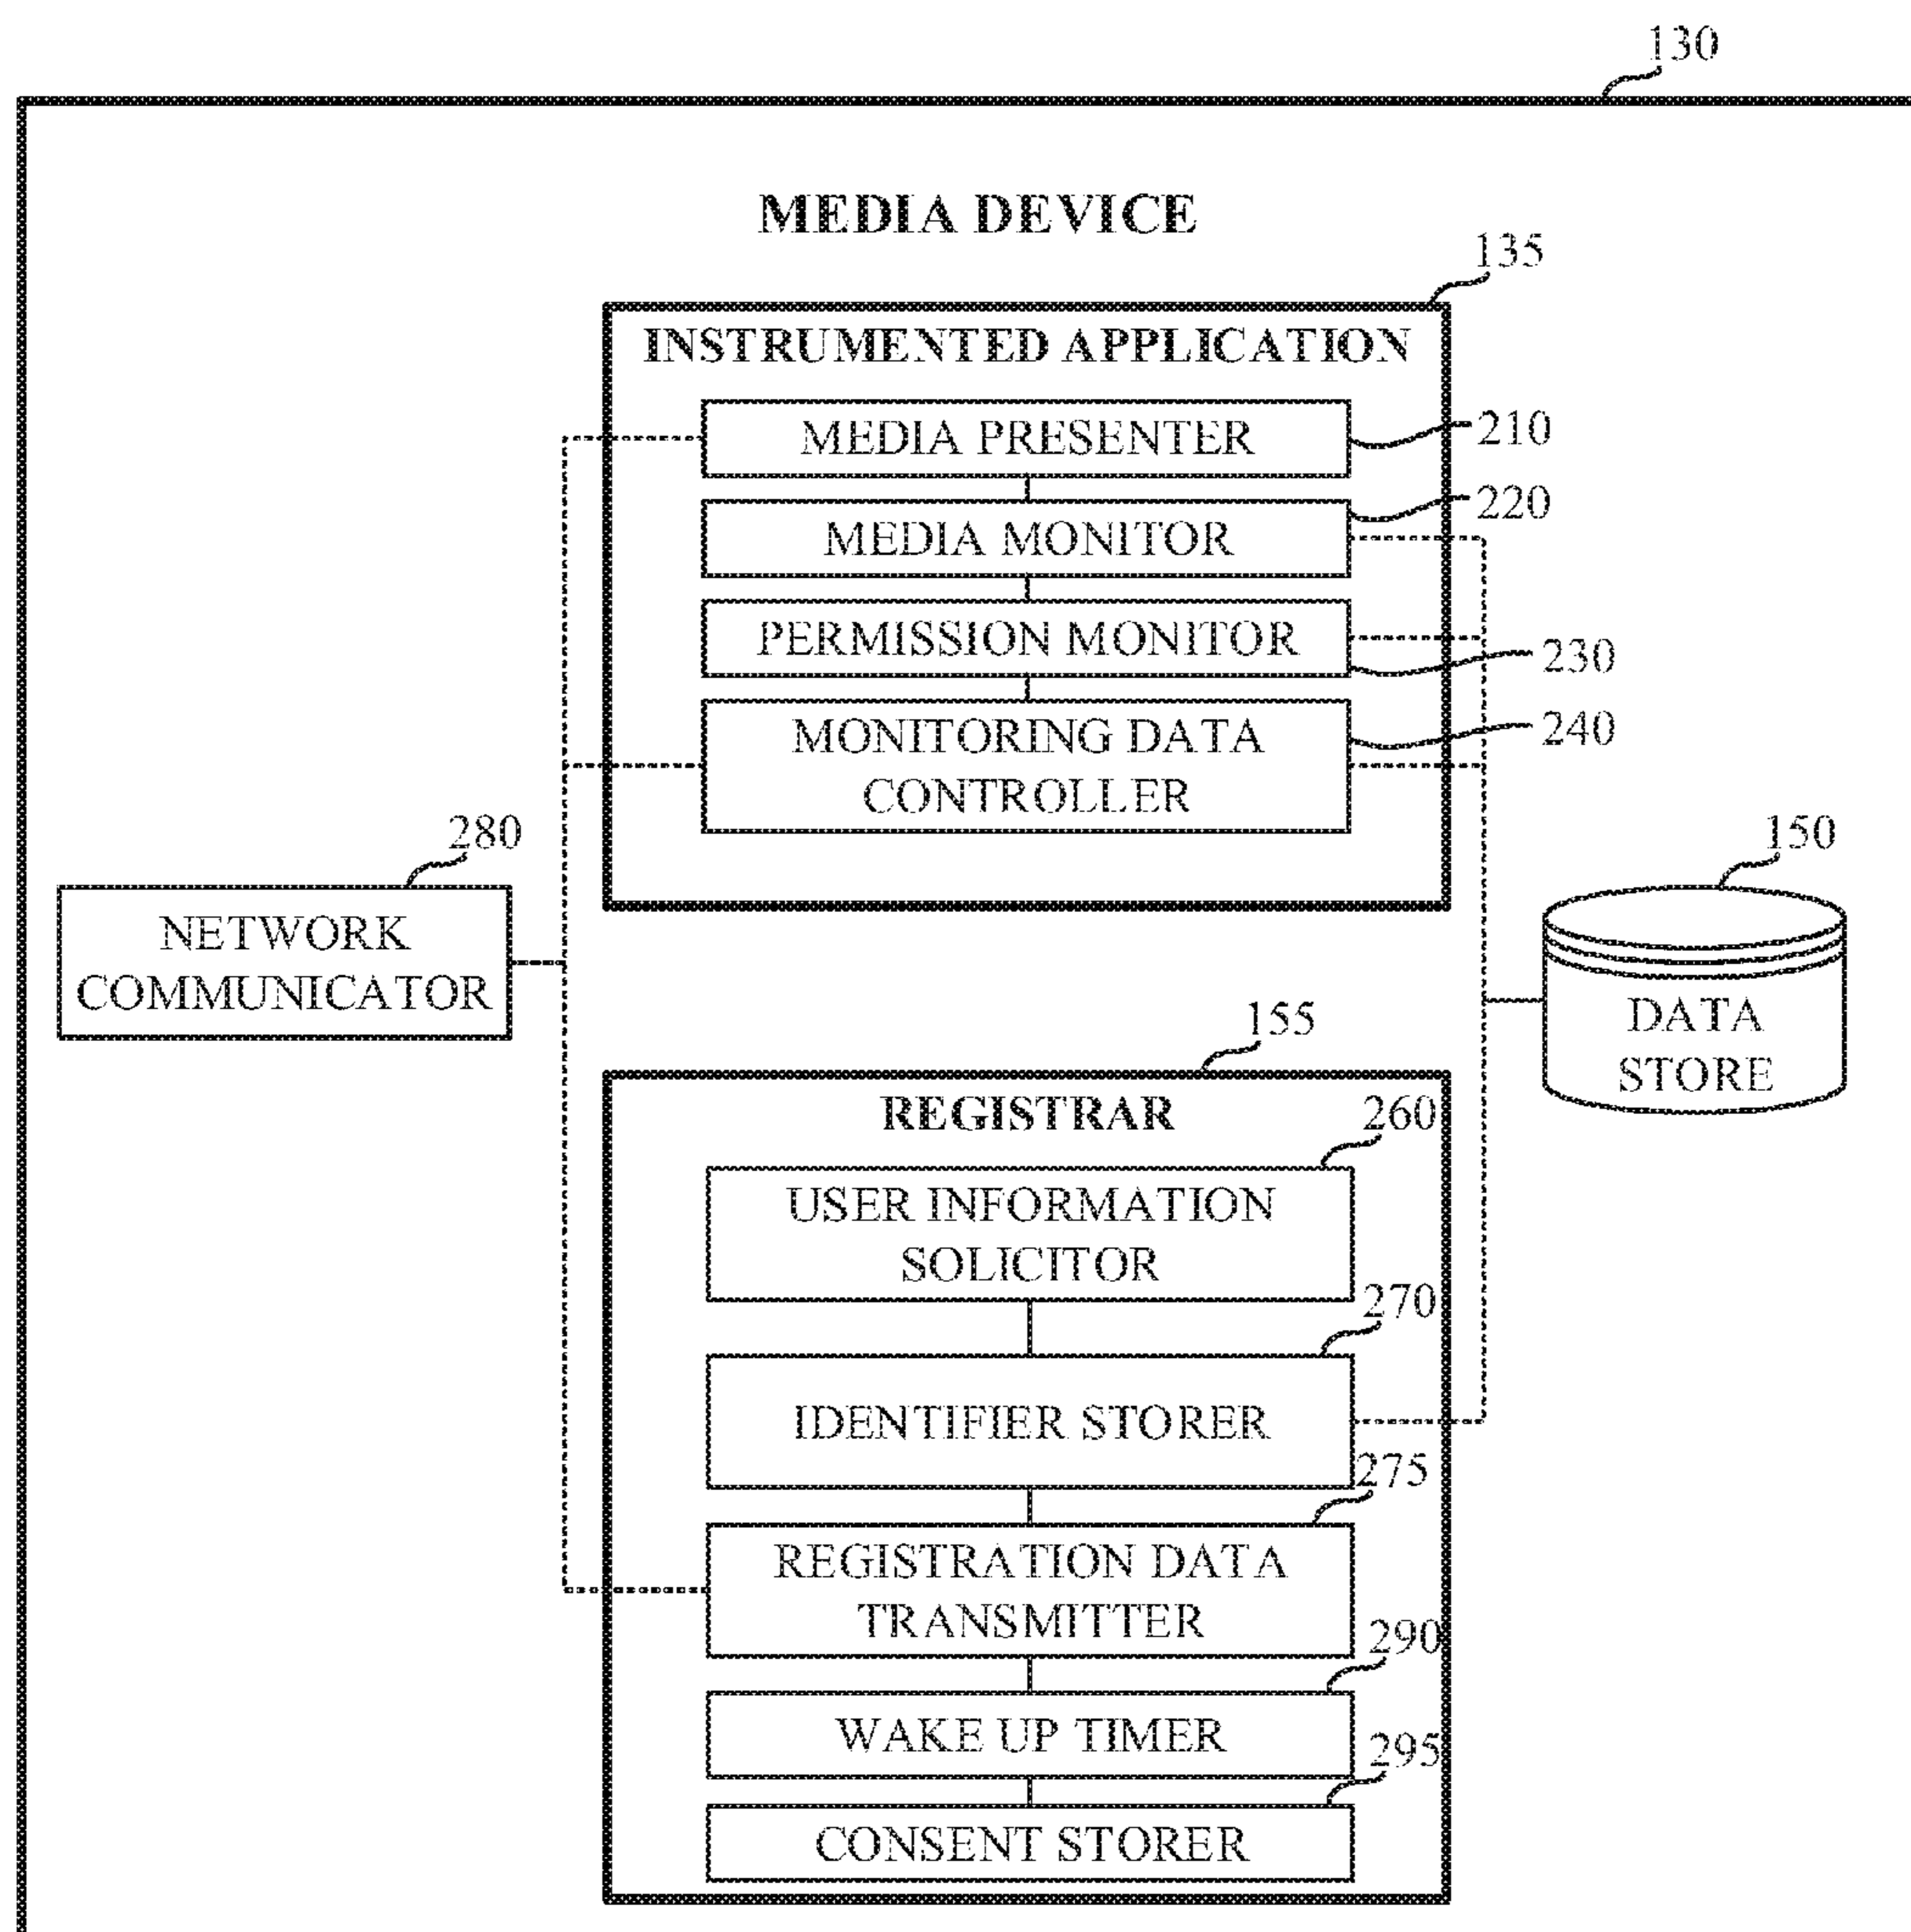 130
MEDIA DEVICE
135
INSTRUMENTED APPLICATION
MEDIA PRESENTER
210
220
MEDIA MONITOR
PERMISSION MONITOR
230
MONITORING DATA
CONTROLLER
240
280
NETWORK
COMMUNICATOR
150
DATA
STORE
155
REGISTRAR
260
USER INFORMATION
SOLICITOR
270
IDENTIFIER STORER
275
REGISTRATION DATA
TRANSMITTER
290
WAKE UP TIMER
295
CONSENT STORER